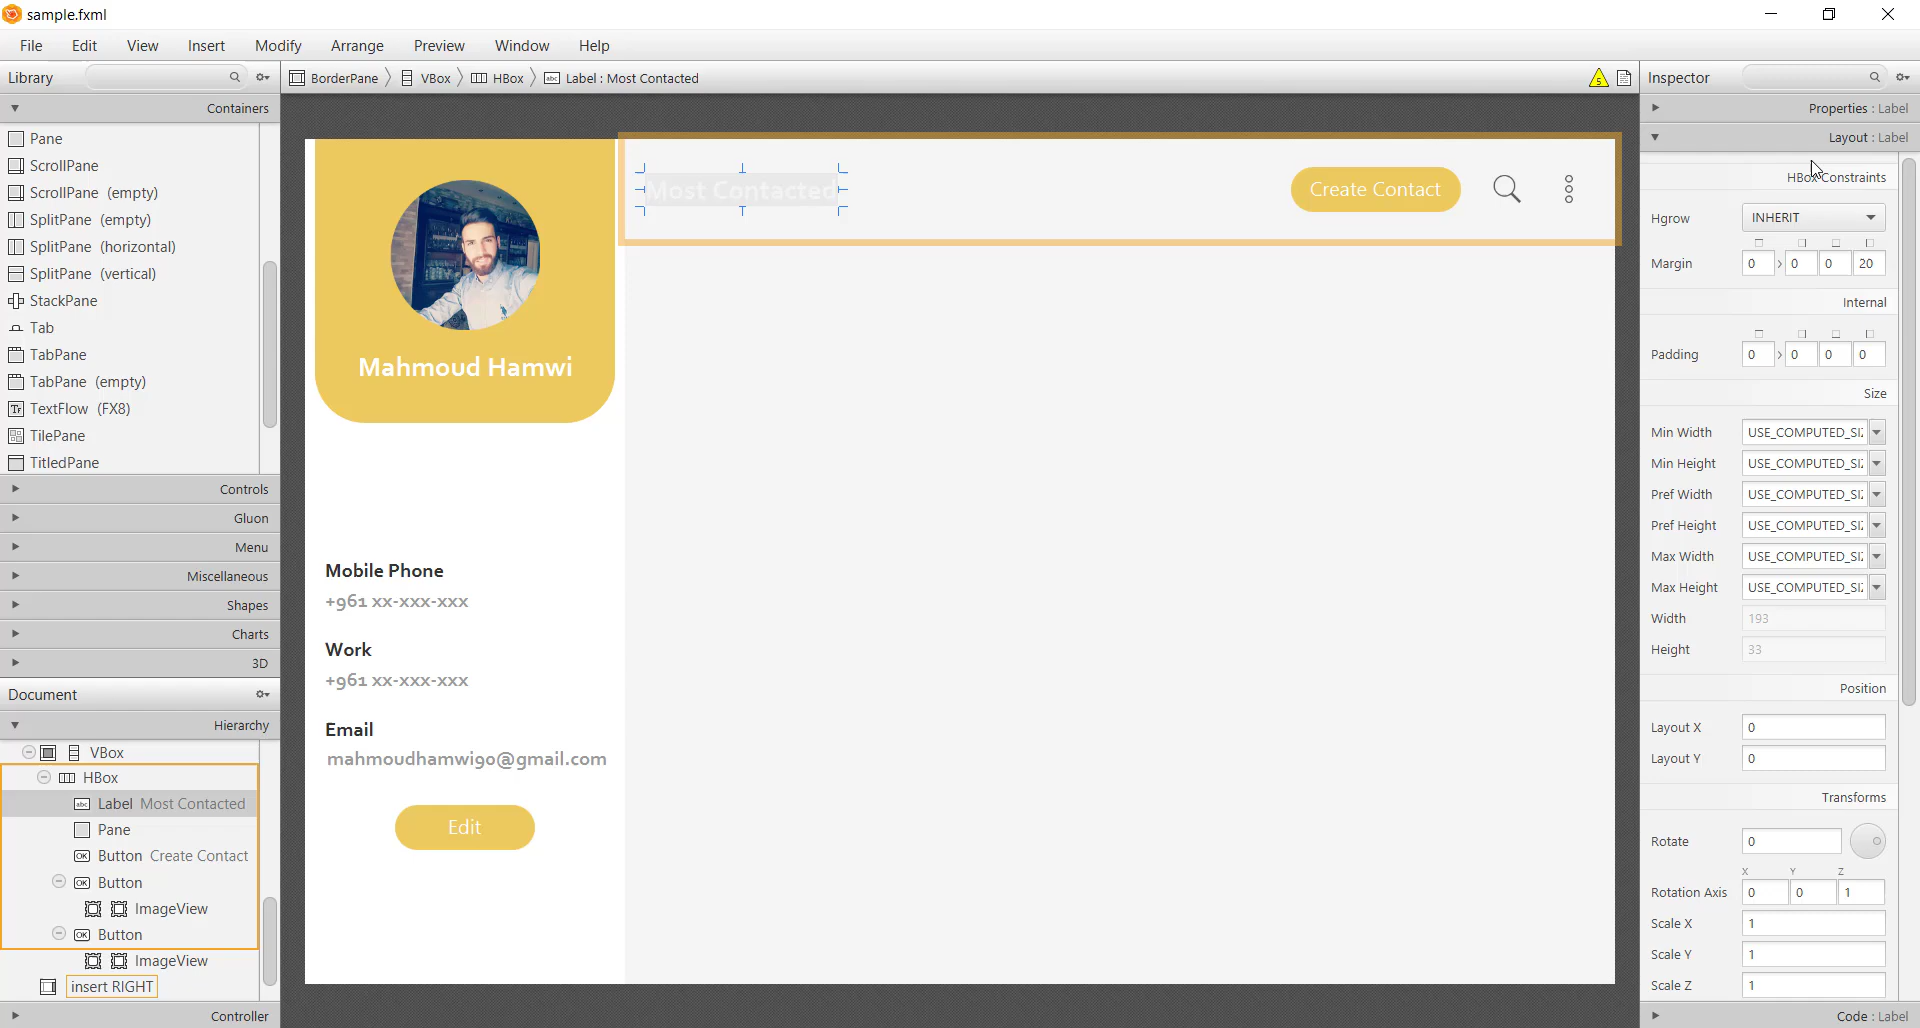 sample.fxml
File Edit View Insert Modify Arrange Preview Window Help
Library
BorderPane VBox HBox abc Label : Most Contacted
5
Inspector
Containers
Pane
ScrollPane
ScrollPane (empty)
SplitPane (empty)
SplitPane (horizontal)
SplitPane (vertical)
StackPane
Tab
TabPane
TabPane (empty)
Tf TextFlow (FX8)
TilePane
TitledPane
Controls
Gluon
Menu
Miscellaneous
Shapes
Charts
3D
Document
Hierarchy
VBox
HBox
abc Label Most Contacted
Pane
OK Button Create Contact
OK Button
ImageView
OK Button
ImageView
insert RIGHT
Controller
Mahmoud Hamwi
Mobile Phone
+961 xx-xxx-xxx
Work
+961 xx-xxx-xxx
Email
mahmoudhamwi90@gmail.com
Edit
Most Contacted
Create Contact
Properties : Label
Layout : Label
HBox Constraints
Hgrow INHERIT
Margin 0 > 0 0 20
Internal
Padding 0 > 0 0 0
Size
Min Width USE_COMPUTED_SI
Min Height USE_COMPUTED_SI
Pref Width USE_COMPUTED_SI
Pref Height USE_COMPUTED_SI
Max Width USE_COMPUTED_SI
Max Height USE_COMPUTED_SI
Width 193
Height 33
Position
Layout X 0
Layout Y 0
Transforms
Rotate 0
X Y Z
Rotation Axis 0 0 1
Scale X 1
Scale Y 1
Scale Z 1
Code : Label